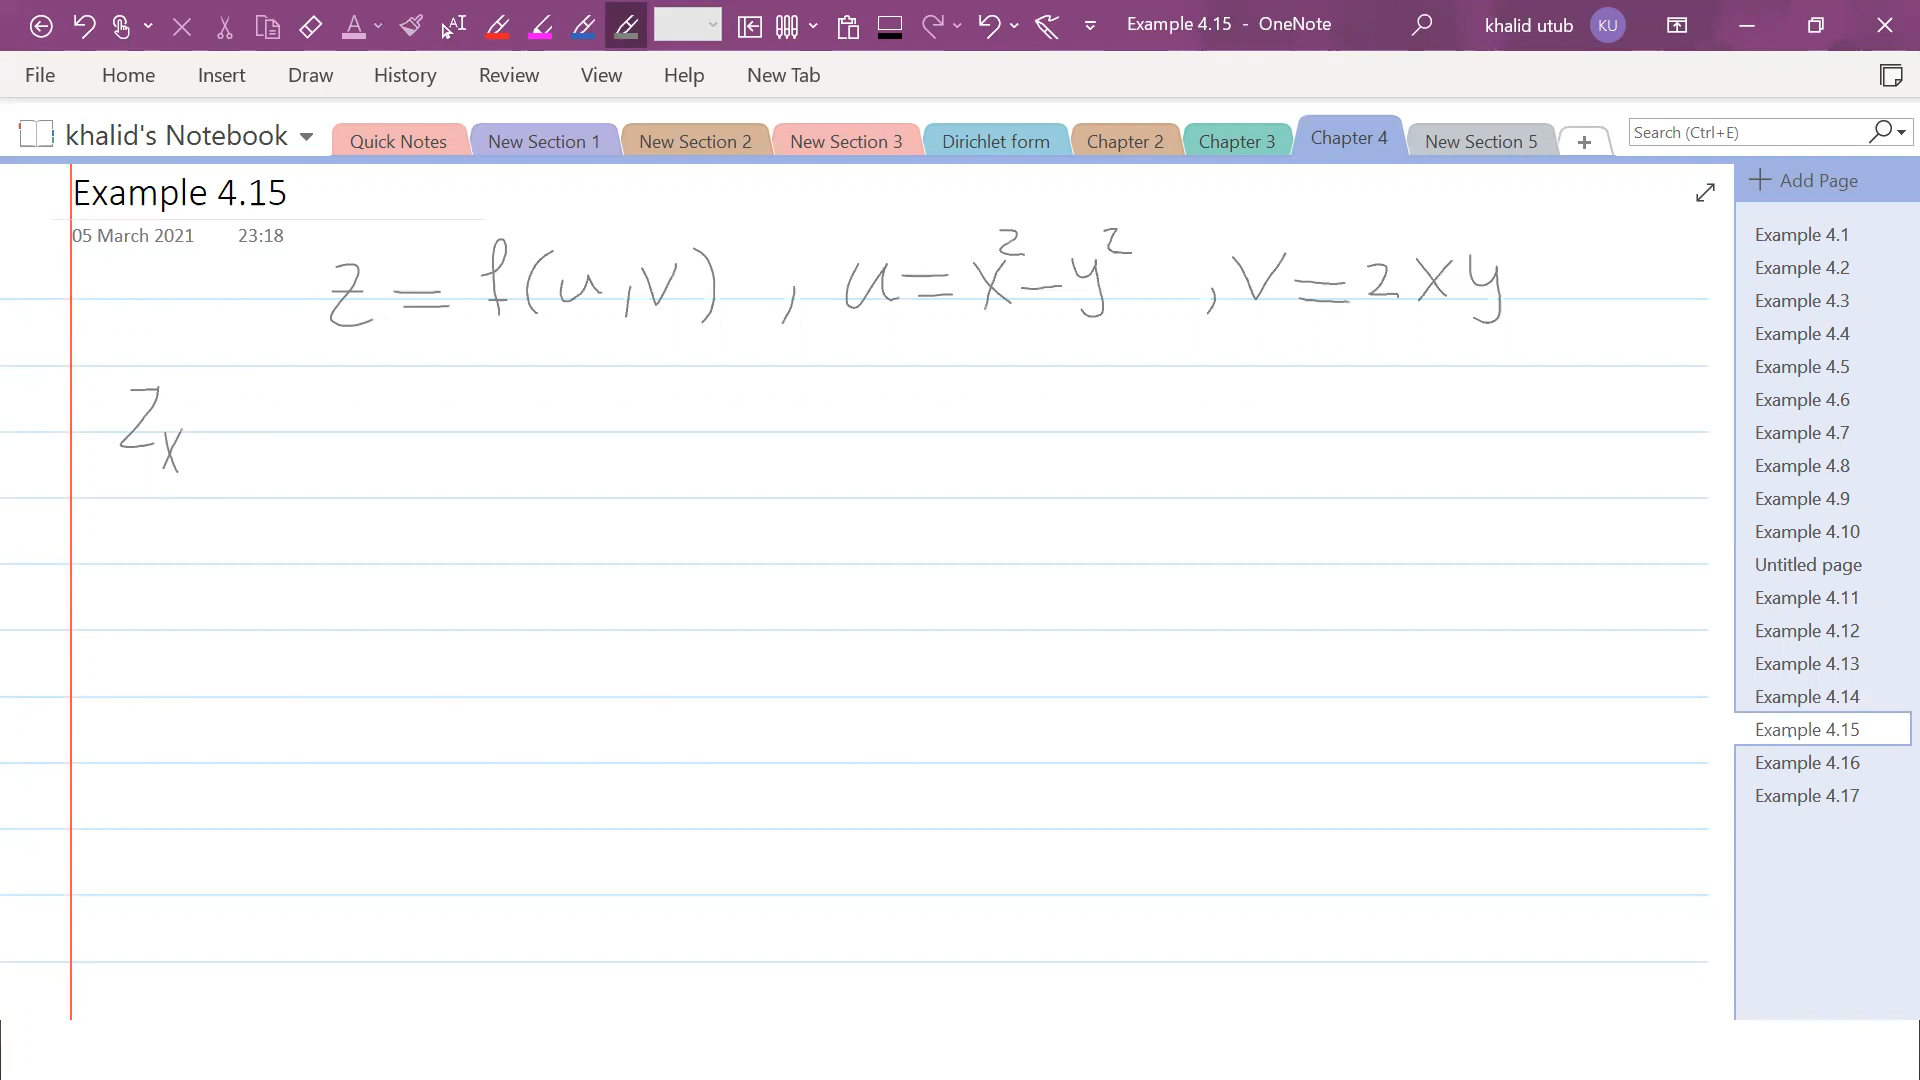 Example 4.15 - OneNote
khalid utub
KU
File Home Insert Draw History Review View Help New Tab
khalid's Notebook
Quick Notes New Section 1 New Section 2 New Section 3 Dirichlet form Chapter 2 Chapter 3 Chapter 4 New Section 5 +
Search (Ctrl+E)
Example 4.15
05 March 2021 23:18
z = f(u,v) , u = x² - y² , v = 2xy
Zx
Add Page
Example 4.1
Example 4.2
Example 4.3
Example 4.4
Example 4.5
Example 4.6
Example 4.7
Example 4.8
Example 4.9
Example 4.10
Untitled page
Example 4.11
Example 4.12
Example 4.13
Example 4.14
Example 4.15
Example 4.16
Example 4.17